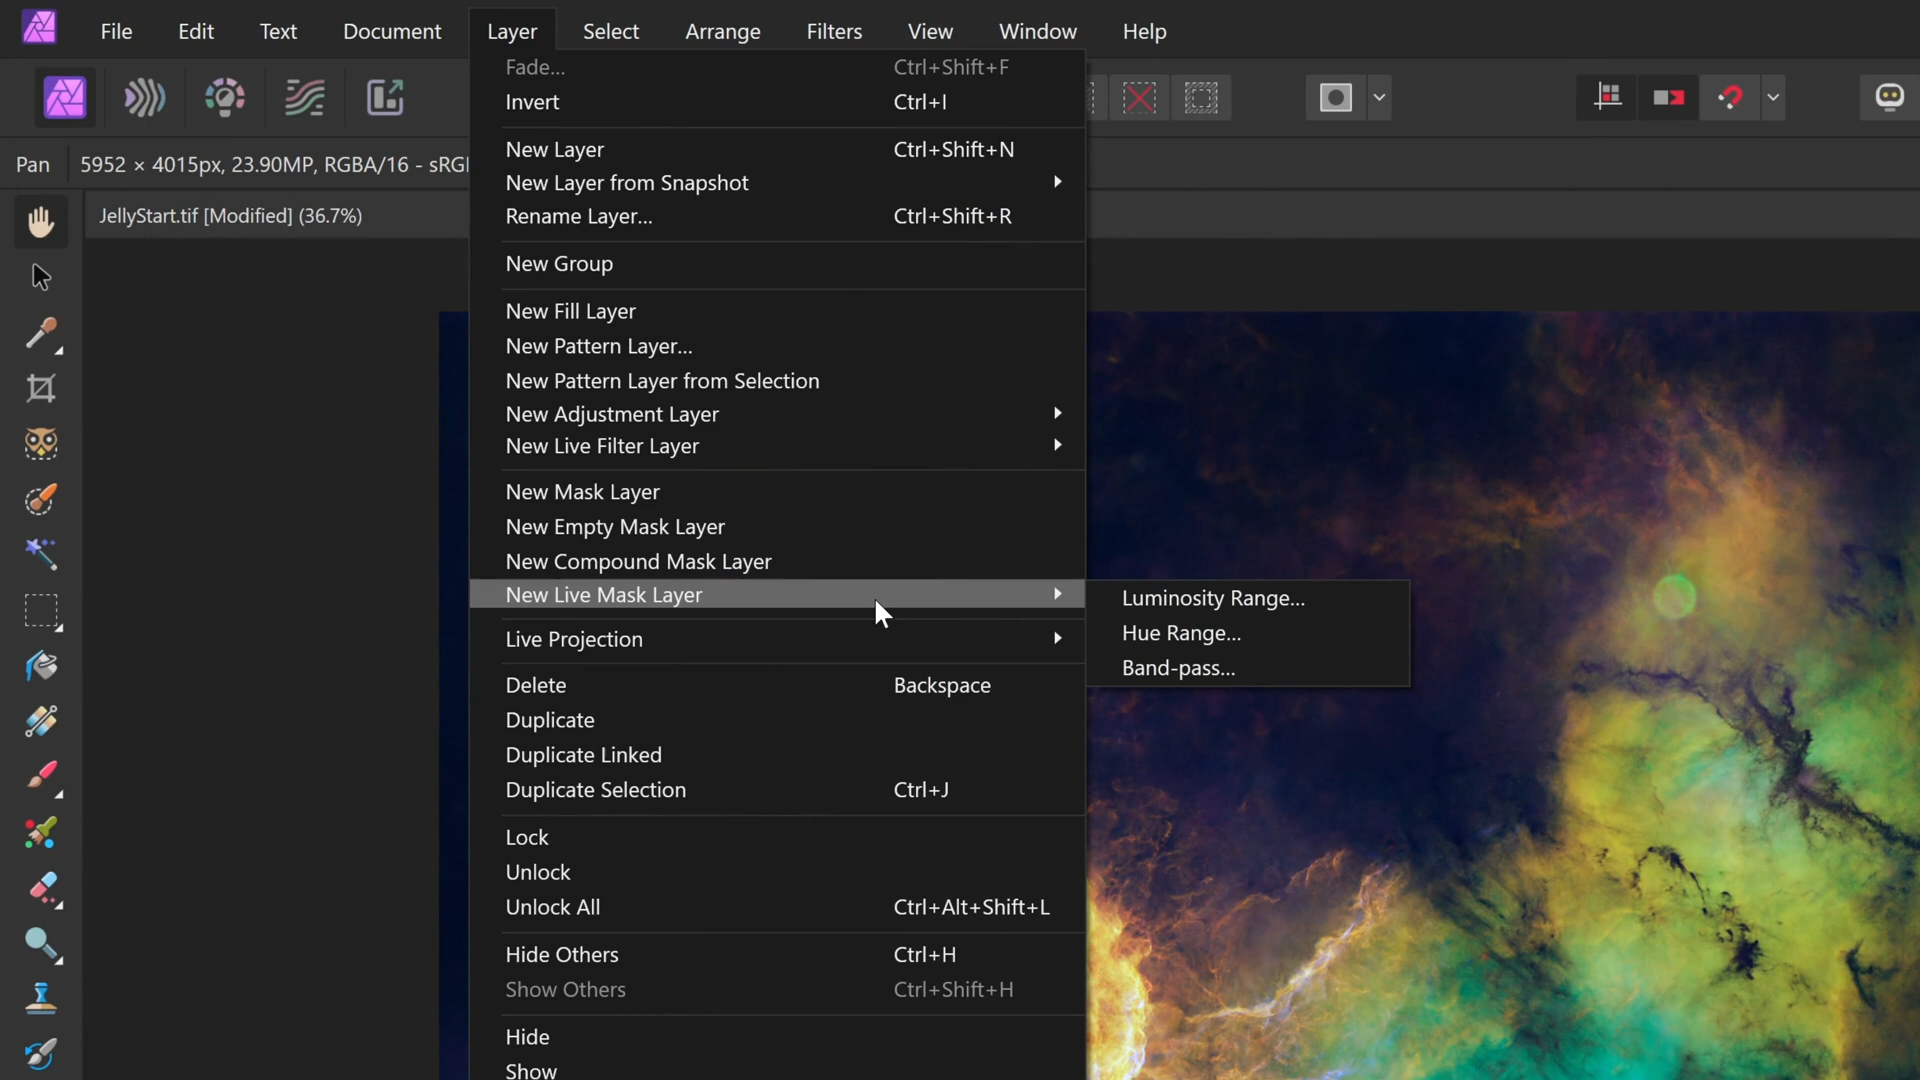 File Edit Text Document Layer Select Arrange Filters View Window Help
Fade... Ctrl+Shift+F
Invert Ctrl+I
New Layer Ctrl+Shift+N
Pan 5952 × 4015px, 23.90MP, RGBA/16 - sRG
New Layer from Snapshot
JellyStart.tif [Modified] (36.7%)
Rename Layer... Ctrl+Shift+R
New Group
New Fill Layer
New Pattern Layer...
New Pattern Layer from Selection
New Adjustment Layer
New Live Filter Layer
New Mask Layer
New Empty Mask Layer
New Compound Mask Layer
New Live Mask Layer
Luminosity Range...
Hue Range...
Band-pass...
Live Projection
Delete Backspace
Duplicate
Duplicate Linked
Duplicate Selection Ctrl+J
Lock
Unlock
Unlock All Ctrl+Alt+Shift+L
Hide Others Ctrl+H
Show Others Ctrl+Shift+H
Hide
Show